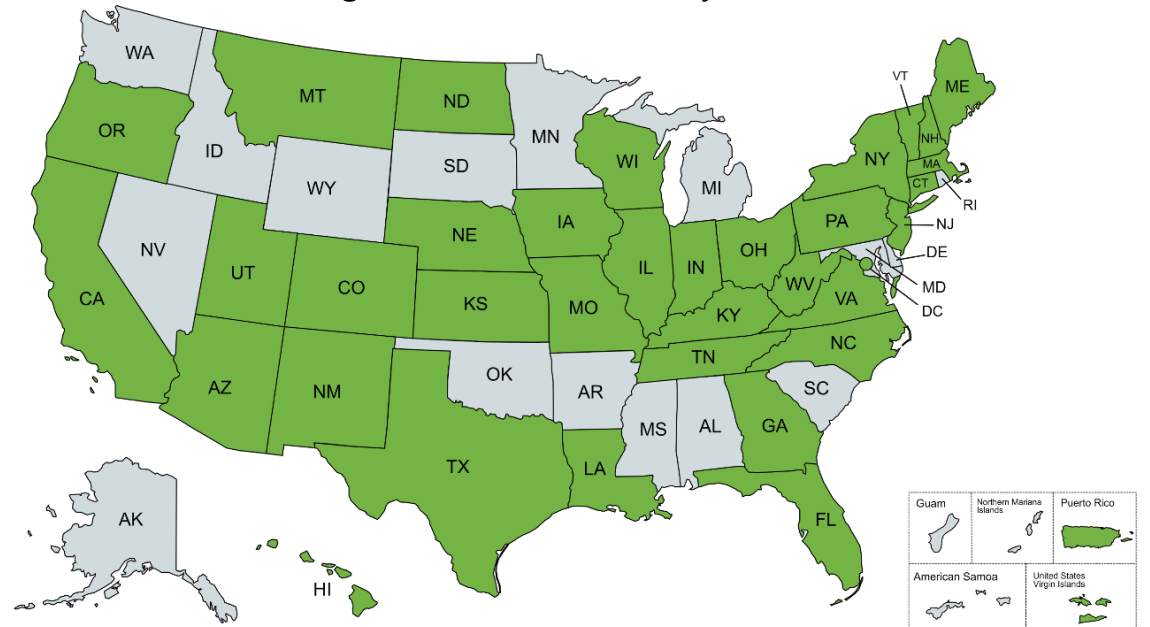 WA
MT
ND
MN
VT
ME
OR
ID
SD
WI
NH
NY
MA
WY
MI
CT
RI
NV
NE
IA
PA
NJ
UT
CO
IL
IN
OH
DE
CA
KS
MO
WV
VA
MD
KY
DC
NC
TN
AZ
NM
OK
AR
SC
MS
AL
GA
TX
LA
FL
AK
HI
Guam
Northern Mariana
Islands
Puerto Rico
American Samoa
United States
Virgin Islands